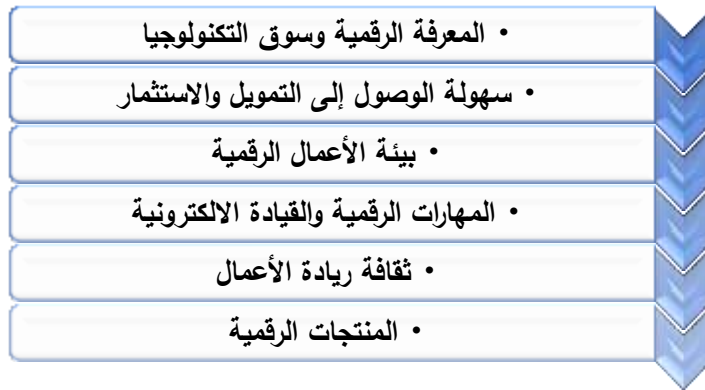 • المعرفة الرقمية وسوق التكنولوجيا
• سهولة الوصول إلى التمويل والاستثمار
• بيئة الأعمال الرقمية
• المهارات الرقمية والقيادة الالكترونية
• ثقافة ريادة الأعمال
• المنتجات الرقمية